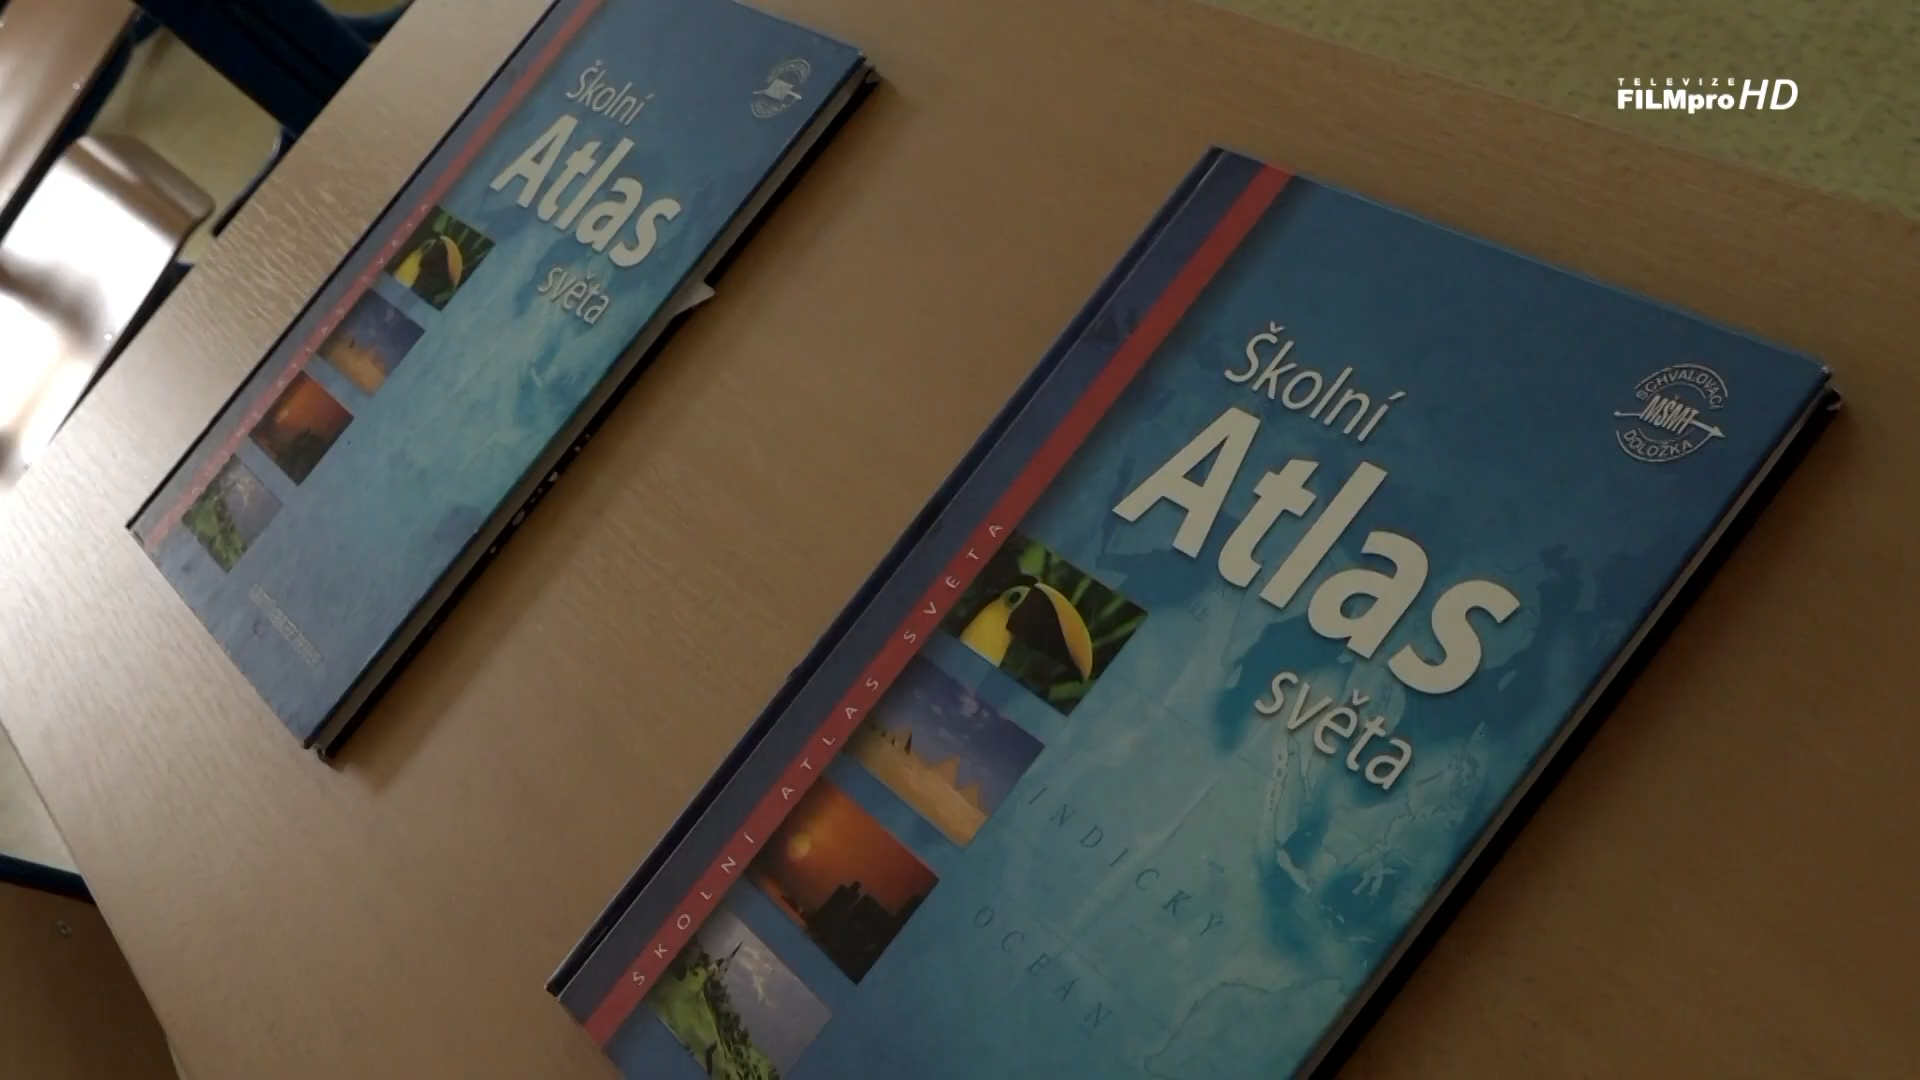 TELEVIZE
FILMpro HD
Školní
Atlas
světa
Školní
Atlas
světa
SCHVALOVACÍ
MŠMT
DOLOŽKA
ŠKOLNÍ ATLAS SVĚTA
INDICKÝ
OCEÁN